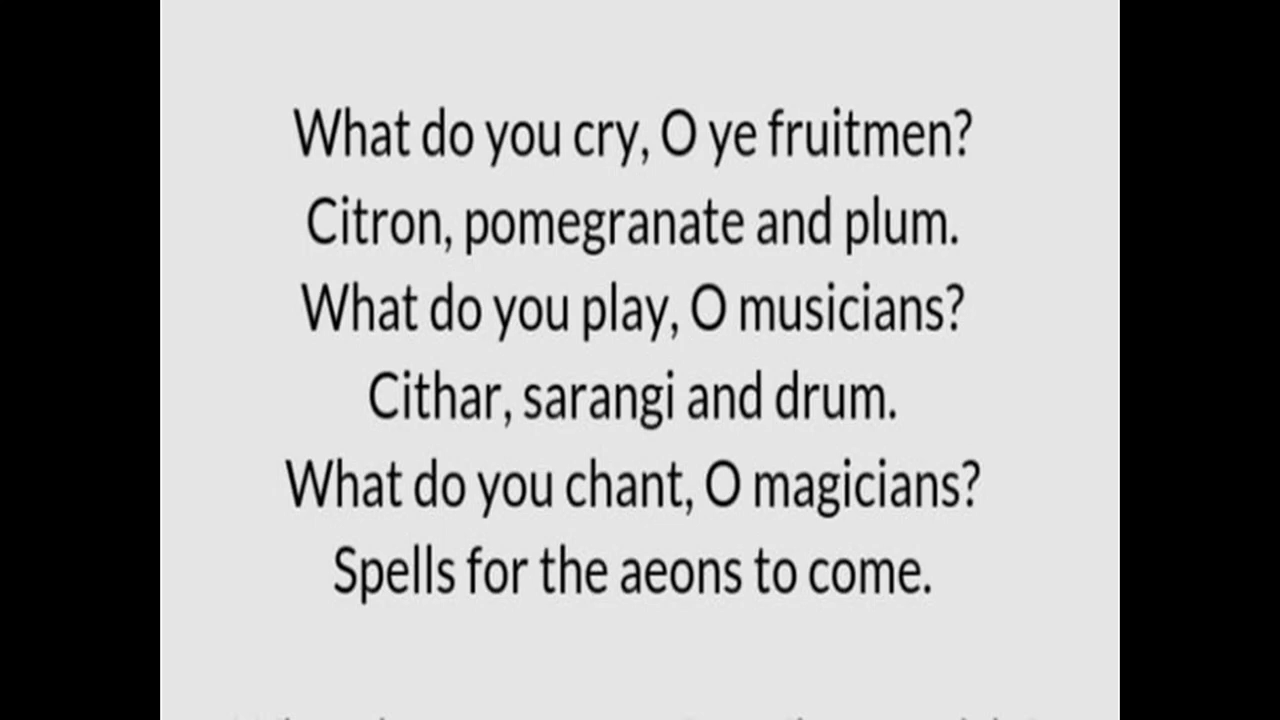 What do you cry, O ye fruitmen?
Citron, pomegranate and plum.
What do you play, O musicians?
Cithar, sarangi and drum.
What do you chant, O magicians?
Spells for the aeons to come.